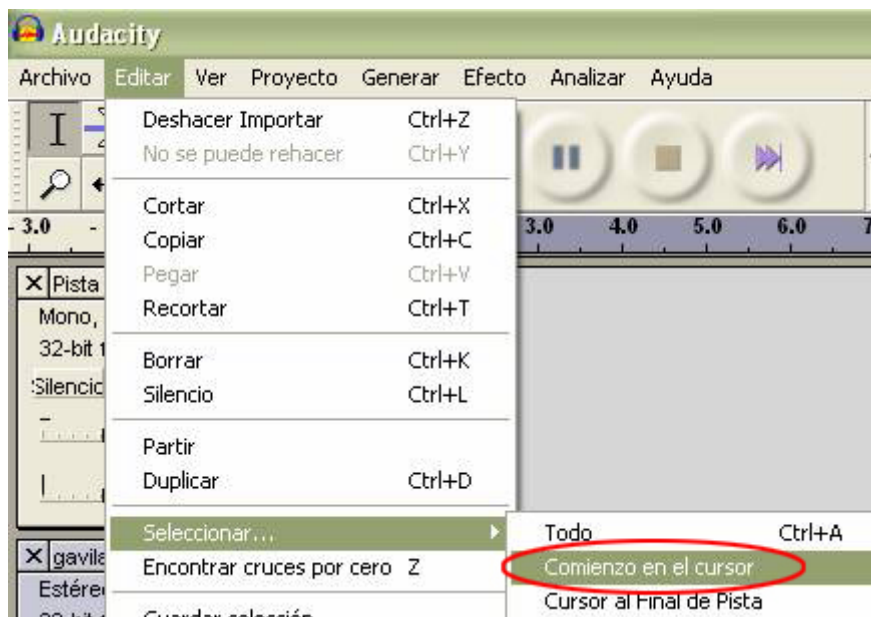 Audacity
Archivo Editar Ver Proyecto Generar Efecto Analizar Ayuda
Deshacer Importar Ctrl+Z
No se puede rehacer Ctrl+Y
Cortar Ctrl+X
- 3.0 - 3.0 4.0 5.0 6.0 7
Copiar Ctrl+C
Pegar Ctrl+V
Pista
Recortar Ctrl+T
Mono,
32-bit
Borrar Ctrl+K
Silencio
Silencio Ctrl+L
Partir
Duplicar Ctrl+D
Seleccionar... Todo Ctrl+A
gavila
Encontrar cruces por cero Z Comienzo en el cursor
Estére
Cursor al Final de Pista
Guardar selección